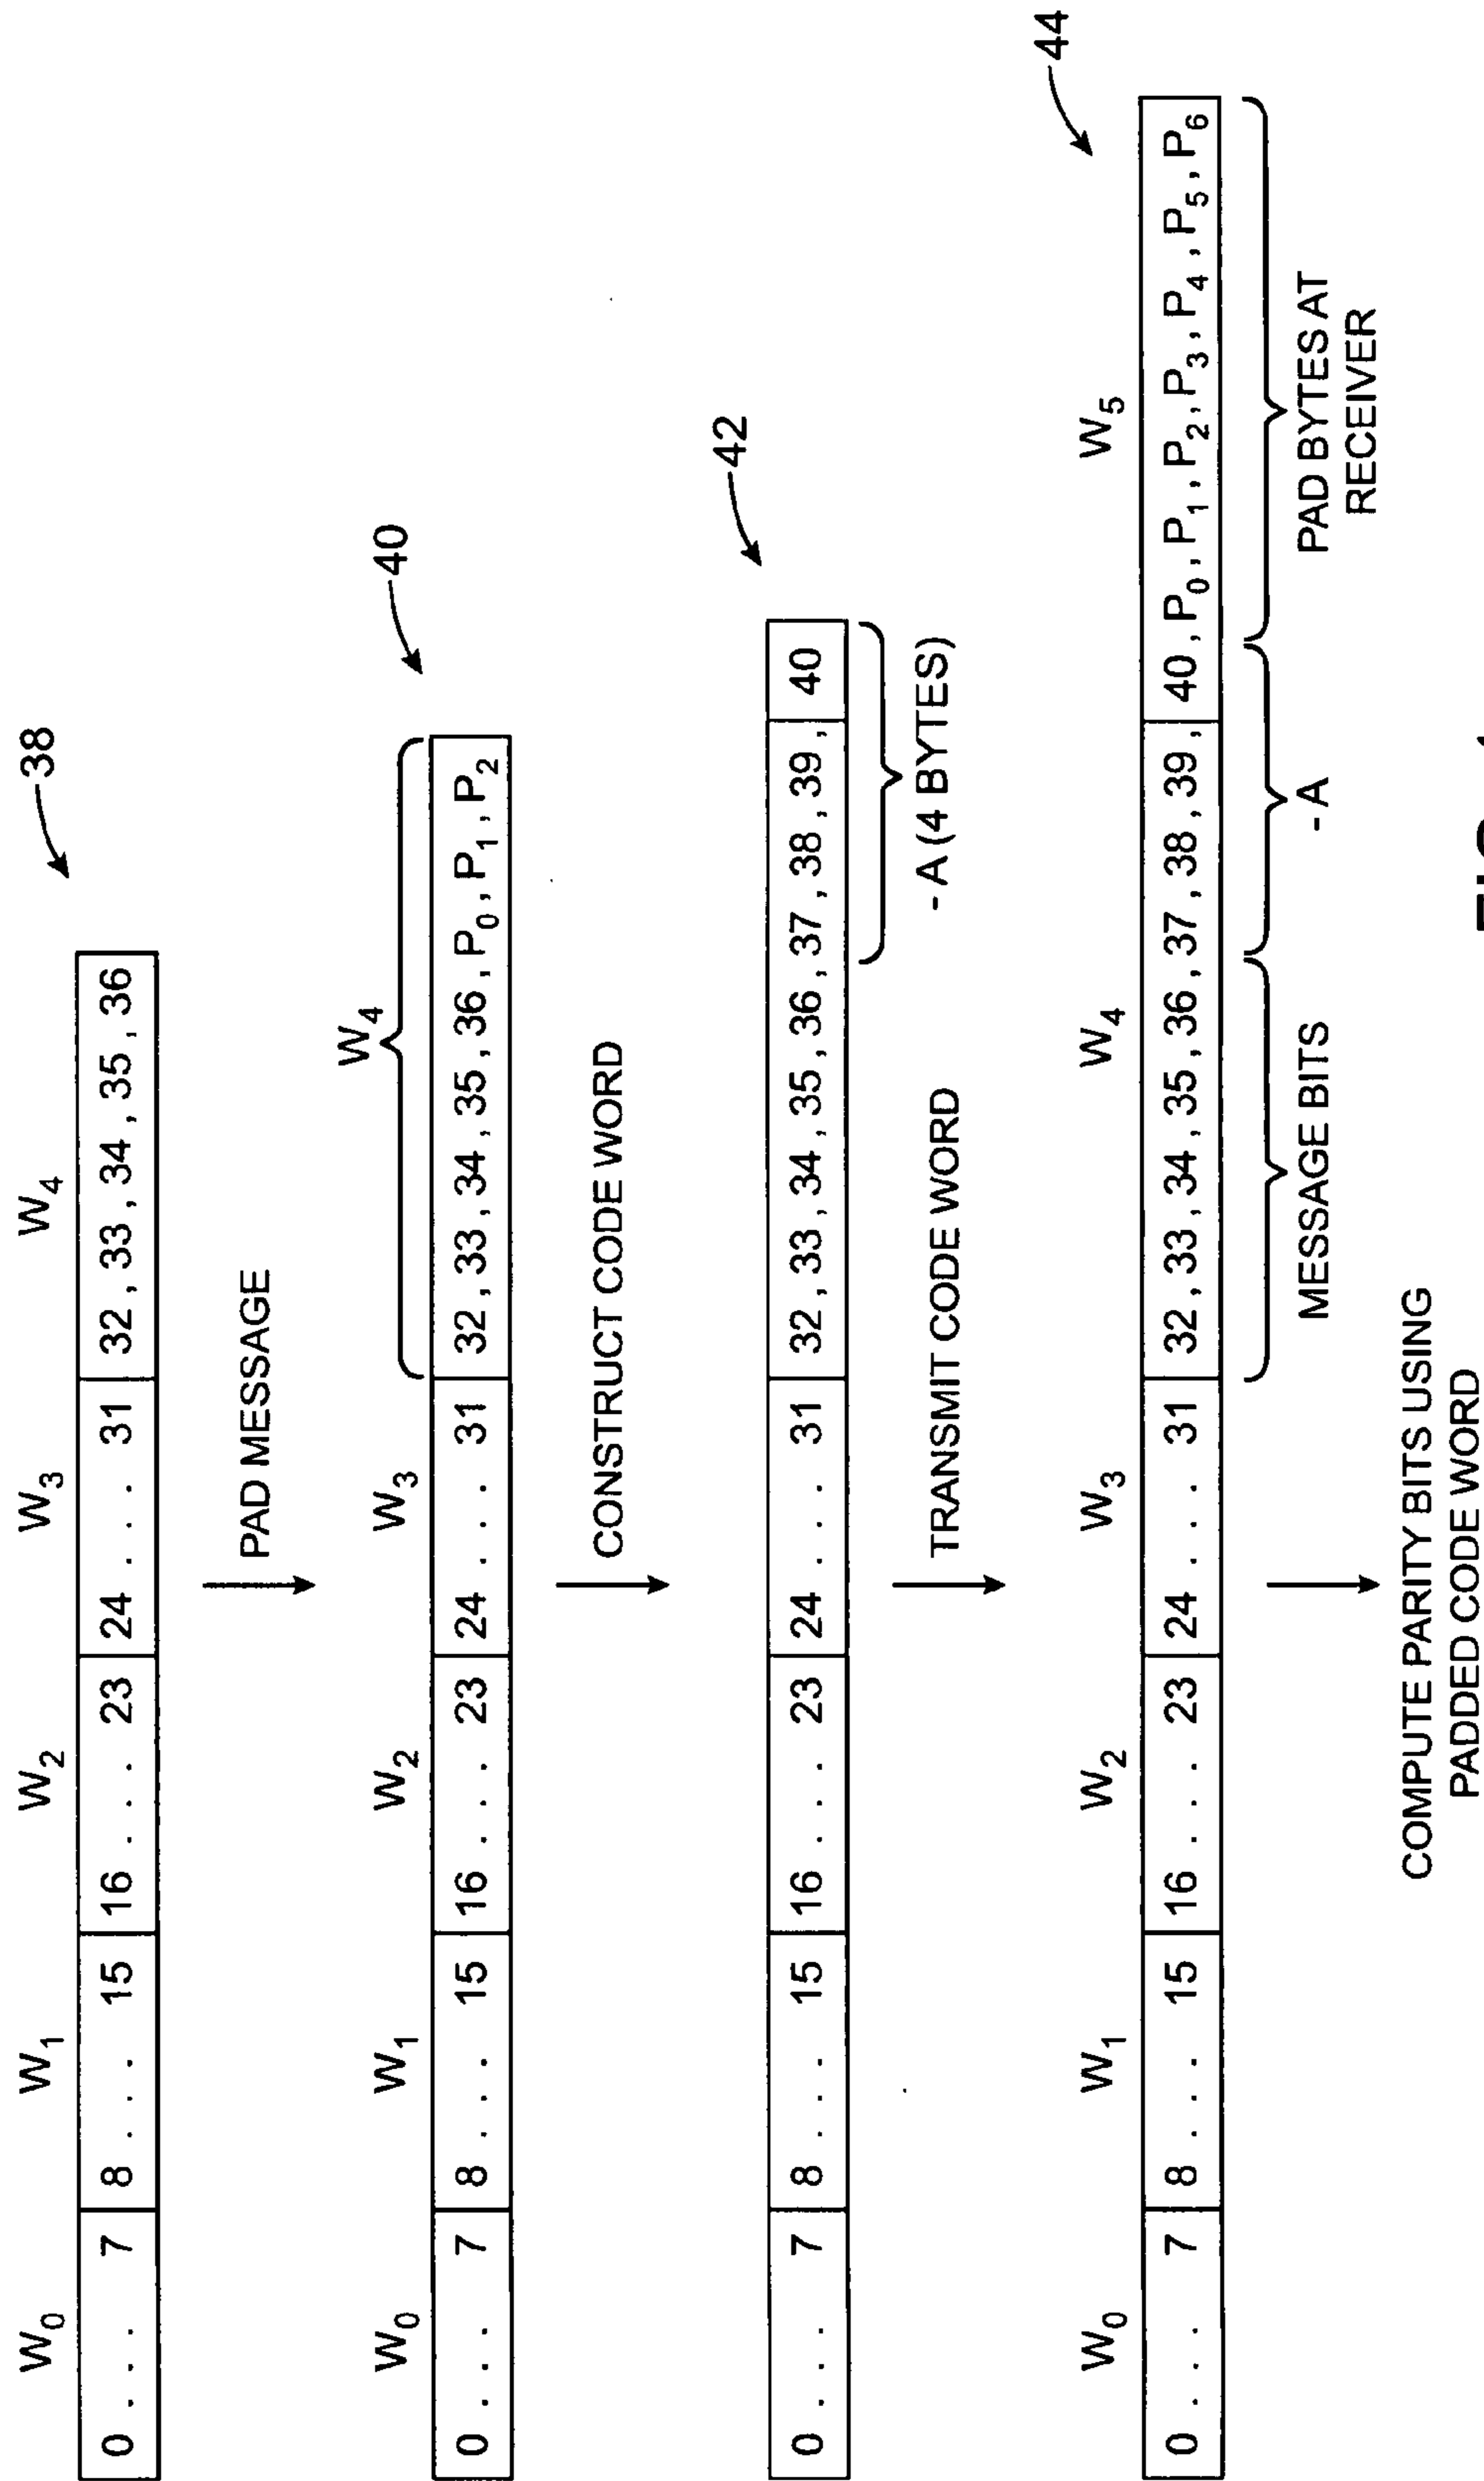 W0 W1 W2 W3 W4
38
0 . . . 7 8 . . . 15 16 . . . 23 24 . . . 31 32 , 33 , 34 , 35 , 36
PAD MESSAGE
W0 W1 W2 W3 W4
40
0 . . . 7 8 . . . 15 16 . . . 23 24 . . . 31 32 , 33 , 34 , 35 , 36 , P0 , P1 , P2
CONSTRUCT CODE WORD
42
0 . . . 7 8 . . . 15 16 . . . 23 24 . . . 31 32 , 33 , 34 , 35 , 36 , 37 , 38 , 39 , 40
- A (4 BYTES)
TRANSMIT CODE WORD
44
W0 W1 W2 W3 W4 W5
0 . . . 7 8 . . . 15 16 . . . 23 24 . . . 31 32 , 33 , 34 , 35 , 36 , 37 , 38 , 39 , 40 , P0 , P1 , P2 , P3 , P4 , P5 , P6
MESSAGE BITS
- A
PAD BYTES AT
RECEIVER
COMPUTE PARITY BITS USING
PADDED CODE WORD